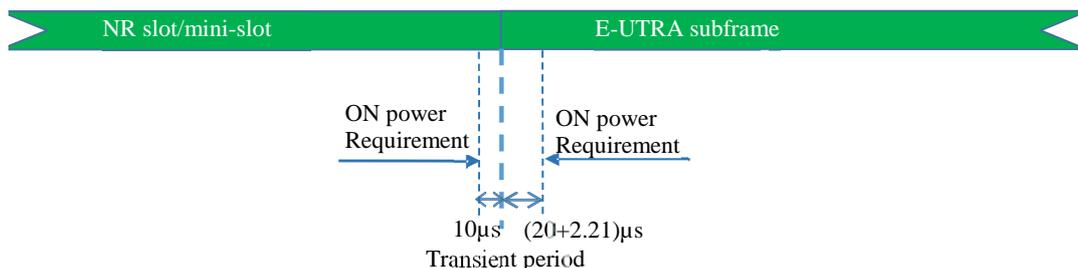 NR slot/mini-slot E-UTRA subframe
ON power
Requirement
ON power
Requirement
10µs (20+2.21)µs
Transient period